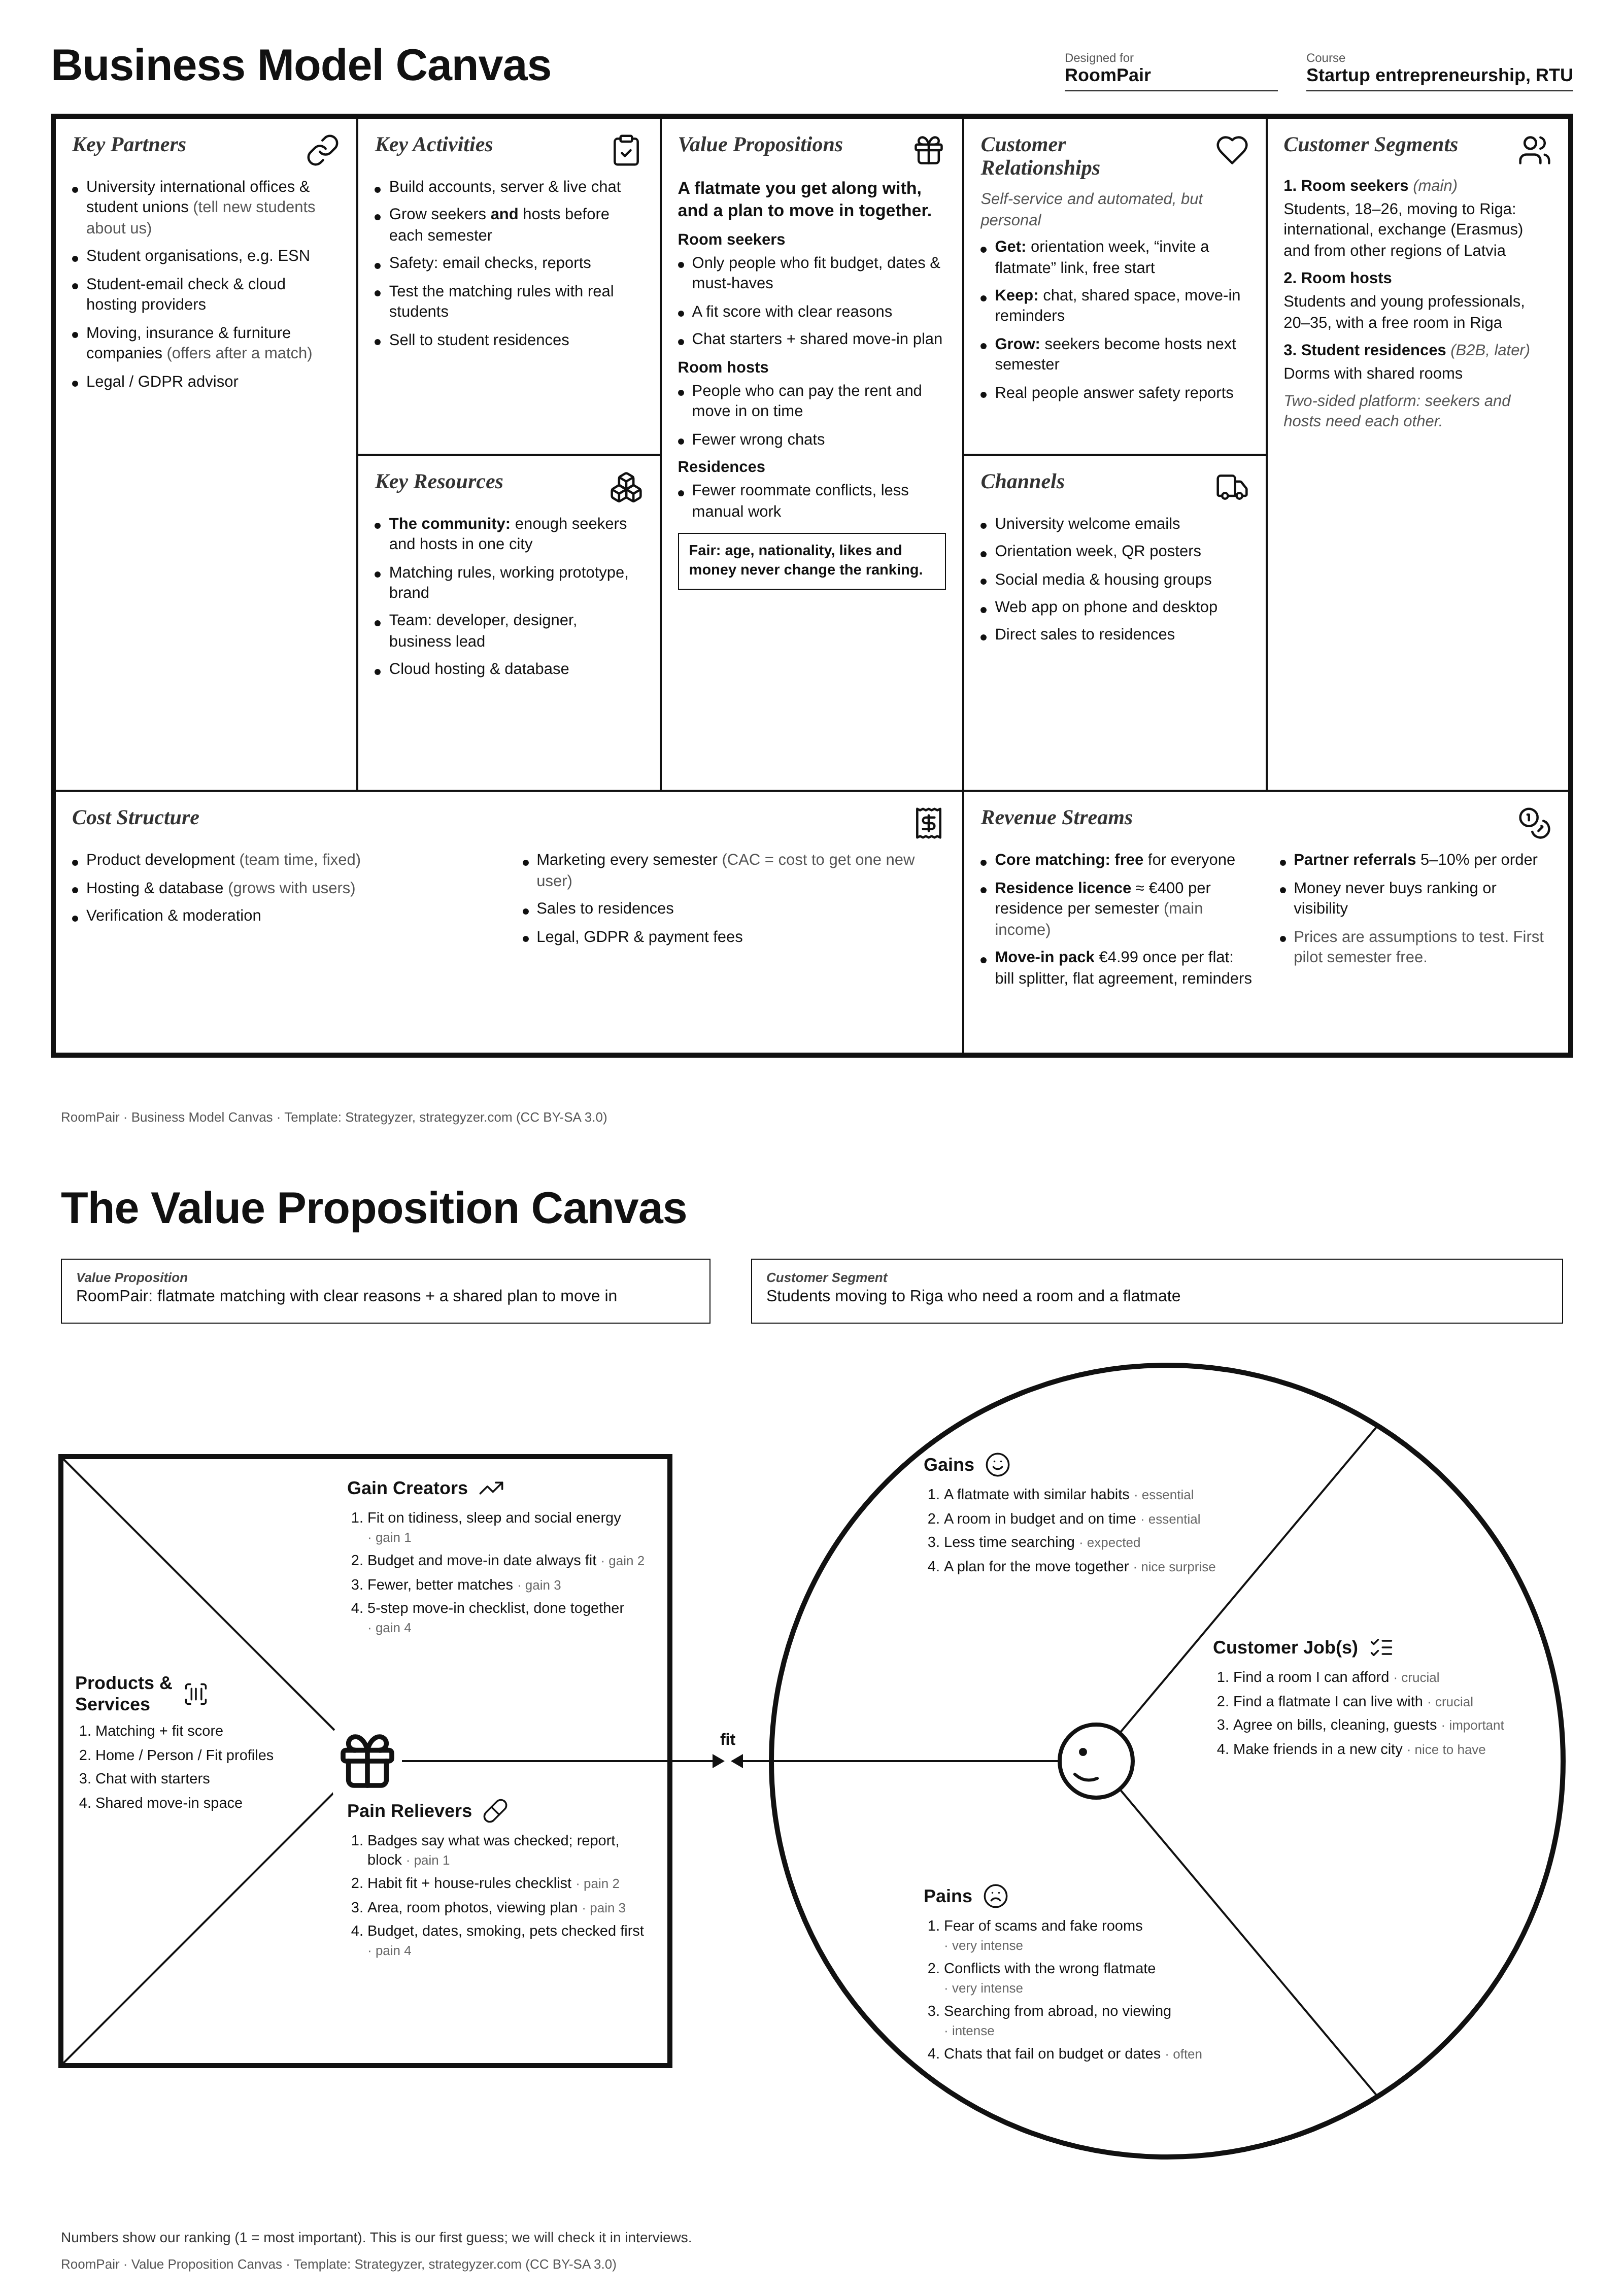 Business Model Canvas
Designed for
RoomPair
Course
Startup entrepreneurship, RTU
Key Partners
• University international offices &
student unions (tell new students
about us)
• Student organisations, e.g. ESN
• Student-email check & cloud
hosting providers
• Moving, insurance & furniture
companies (offers after a match)
• Legal / GDPR advisor
Key Activities
• Build accounts, server & live chat
• Grow seekers and hosts before
each semester
• Safety: email checks, reports
• Test the matching rules with real
students
• Sell to student residences
Key Resources
• The community: enough seekers
and hosts in one city
• Matching rules, working prototype,
brand
• Team: developer, designer,
business lead
• Cloud hosting & database
Value Propositions
A flatmate you get along with,
and a plan to move in together.
Room seekers
• Only people who fit budget, dates &
must-haves
• A fit score with clear reasons
• Chat starters + shared move-in plan
Room hosts
• People who can pay the rent and
move in on time
• Fewer wrong chats
Residences
• Fewer roommate conflicts, less
manual work
Fair: age, nationality, likes and
money never change the ranking.
Customer
Relationships
Self-service and automated, but
personal
• Get: orientation week, “invite a
flatmate” link, free start
• Keep: chat, shared space, move-in
reminders
• Grow: seekers become hosts next
semester
• Real people answer safety reports
Channels
• University welcome emails
• Orientation week, QR posters
• Social media & housing groups
• Web app on phone and desktop
• Direct sales to residences
Customer Segments
1. Room seekers (main)
Students, 18–26, moving to Riga:
international, exchange (Erasmus)
and from other regions of Latvia
2. Room hosts
Students and young professionals,
20–35, with a free room in Riga
3. Student residences (B2B, later)
Dorms with shared rooms
Two-sided platform: seekers and
hosts need each other.
Cost Structure
• Product development (team time, fixed)
• Hosting & database (grows with users)
• Verification & moderation
• Marketing every semester (CAC = cost to get one new
user)
• Sales to residences
• Legal, GDPR & payment fees
Revenue Streams
• Core matching: free for everyone
• Residence licence ≈ €400 per
residence per semester (main
income)
• Move-in pack €4.99 once per flat:
bill splitter, flat agreement, reminders
• Partner referrals 5–10% per order
• Money never buys ranking or
visibility
• Prices are assumptions to test. First
pilot semester free.
RoomPair · Business Model Canvas · Template: Strategyzer, strategyzer.com (CC BY-SA 3.0)
The Value Proposition Canvas
Value Proposition
RoomPair: flatmate matching with clear reasons + a shared plan to move in
Customer Segment
Students moving to Riga who need a room and a flatmate
Gain Creators
1. Fit on tidiness, sleep and social energy
· gain 1
2. Budget and move-in date always fit · gain 2
3. Fewer, better matches · gain 3
4. 5-step move-in checklist, done together
· gain 4
Products &
Services
1. Matching + fit score
2. Home / Person / Fit profiles
3. Chat with starters
4. Shared move-in space
Pain Relievers
1. Badges say what was checked; report,
block · pain 1
2. Habit fit + house-rules checklist · pain 2
3. Area, room photos, viewing plan · pain 3
4. Budget, dates, smoking, pets checked first
· pain 4
fit
Gains
1. A flatmate with similar habits · essential
2. A room in budget and on time · essential
3. Less time searching · expected
4. A plan for the move together · nice surprise
Customer Job(s)
1. Find a room I can afford · crucial
2. Find a flatmate I can live with · crucial
3. Agree on bills, cleaning, guests · important
4. Make friends in a new city · nice to have
Pains
1. Fear of scams and fake rooms
· very intense
2. Conflicts with the wrong flatmate
· very intense
3. Searching from abroad, no viewing
· intense
4. Chats that fail on budget or dates · often
Numbers show our ranking (1 = most important). This is our first guess; we will check it in interviews.
RoomPair · Value Proposition Canvas · Template: Strategyzer, strategyzer.com (CC BY-SA 3.0)